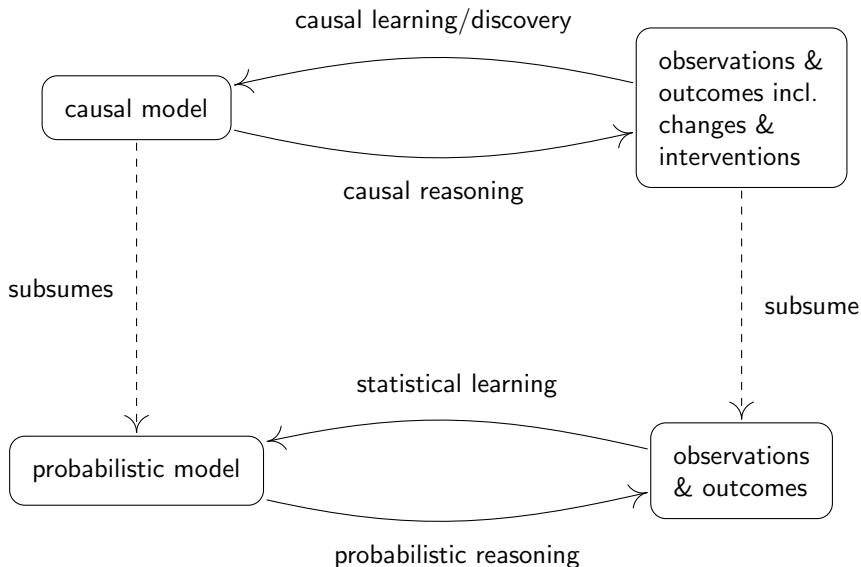 causal learning/discovery
causal model
observations &
outcomes incl.
changes &
interventions
causal reasoning
subsumes
subsume
statistical learning
probabilistic model
observations
& outcomes
probabilistic reasoning